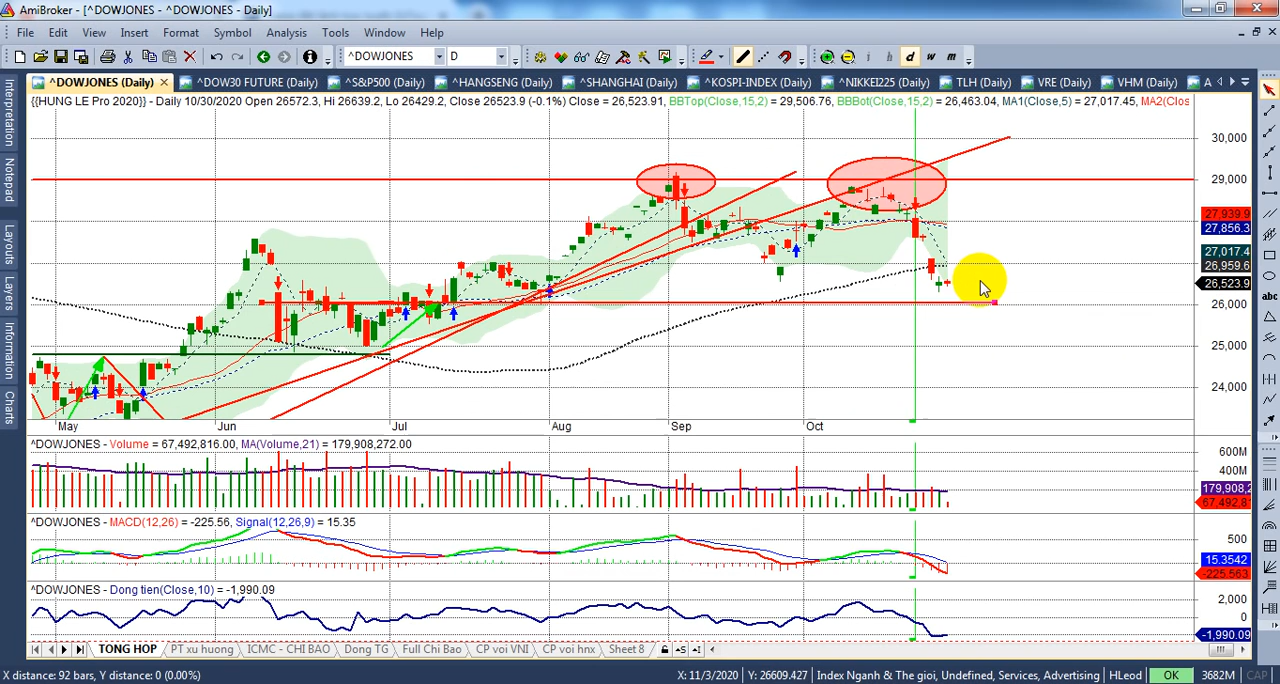 AmiBroker - [^DOWJONES - ^DOWJONES - Daily]
File Edit View Insert Format Symbol Analysis Tools Window Help
^DOWJONES D
i h d w m
^DOWJONES (Daily) ^DOW30 FUTURE (Daily) ^S&P500 (Daily) ^HANGSENG (Daily) ^SHANGHAI (Daily) ^KOSPI-INDEX (Daily) ^NIKKEI225 (Daily) TLH (Daily) VRE (Daily) VHM (Daily) A
{{HUNG LE Pro 2020}} - Daily 10/30/2020 Open 26572.3, Hi 26639.2, Lo 26429.2, Close 26523.9 (-0.1%) Close = 26,523.91, BBTop(Close,15,2) = 29,506.76, BBBot(Close,15,2) = 26,463.04, MA1(Close,5) = 27,017.45, MA2(Clos
Interpretation
Notepad
Layouts
Layers
Information
Charts
30,000
29,000
27,939.9
27,856.3
27,017.4
26,959.6
26,523.9
26,000
25,000
24,000
May Jun Jul Aug Sep Oct
^DOWJONES - Volume = 67,492,816.00, MA(Volume,21) = 179,908,272.00
600M
400M
179,908,2
67,492.8
^DOWJONES - MACD(12,26) = -225.56, Signal(12,26,9) = 15.35
500
15.3542
-225.563
^DOWJONES - Dong tien(Close,10) = -1,990.09
2,000
0
-1,990.09
TONG HOP PT xu huong ICMC - CHI BAO Dong TG Full Chi Bao CP voi VNI CP voi hnx Sheet 8
X distance: 92 bars, Y distance: 0 (0.00%) X: 11/3/2020 Y: 26609.427 Index Nganh & The gioi, Undefined, Services, Advertising HLeod OK 3682M CAP